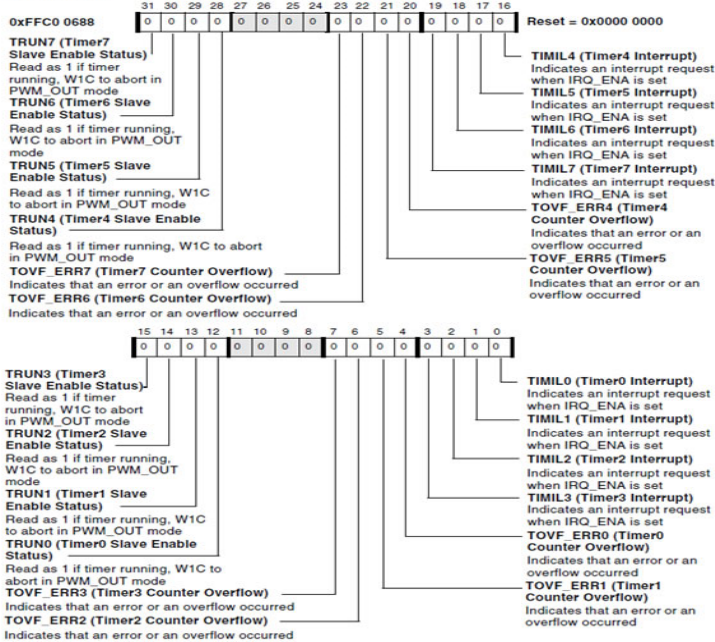 31 30 29 28 27 26 25 24 23 22 21 20 19 18 17 16
0xFFC0 0688
0 0 0 0 0 0 0 0 0 0 0 0 0 0 0 0
Reset = 0x0000 0000
TRUN7 (Timer7
Slave Enable Status)
Read as 1 if timer
running, W1C to abort in
PWM_OUT mode
TRUN6 (Timer6 Slave
Enable Status)
Read as 1 if timer running,
W1C to abort in PWM_OUT
mode
TRUN5 (Timer5 Slave
Enable Status)
Read as 1 if timer running, W1C
to abort in PWM_OUT mode
TRUN4 (Timer4 Slave Enable
Status)
Read as 1 if timer running, W1C to abort
in PWM_OUT mode
TOVF_ERR7 (Timer7 Counter Overflow)
Indicates that an error or an overflow occurred
TOVF_ERR6 (Timer6 Counter Overflow)
Indicates that an error or an overflow occurred
TIMIL4 (Timer4 Interrupt)
Indicates an interrupt request
when IRQ_ENA is set
TIMIL5 (Timer5 Interrupt)
Indicates an interrupt request
when IRQ_ENA is set
TIMIL6 (Timer6 Interrupt)
Indicates an interrupt request
when IRQ_ENA is set
TIMIL7 (Timer7 Interrupt)
Indicates an interrupt request
when IRQ_ENA is set
TOVF_ERR4 (Timer4
Counter Overflow)
Indicates that an error or an
overflow occurred
TOVF_ERR5 (Timer5
Counter Overflow)
Indicates that an error or an
overflow occurred
15 14 13 12 11 10 9 8 7 6 5 4 3 2 1 0
0 0 0 0 0 0 0 0 0 0 0 0 0 0 0 0
TRUN3 (Timer3
Slave Enable Status)
Read as 1 if timer
running, W1C to abort
in PWM_OUT mode
TRUN2 (Timer2 Slave
Enable Status)
Read as 1 if timer running,
W1C to abort in PWM_OUT
mode
TRUN1 (Timer1 Slave
Enable Status)
Read as 1 if timer running, W1C
to abort in PWM_OUT mode
TRUN0 (Timer0 Slave Enable
Status)
Read as 1 if timer running, W1C to
abort in PWM_OUT mode
TOVF_ERR3 (Timer3 Counter Overflow)
Indicates that an error or an overflow occurred
TOVF_ERR2 (Timer2 Counter Overflow)
Indicates that an error or an overflow occurred
TIMIL0 (Timer0 Interrupt)
Indicates an interrupt request
when IRQ_ENA is set
TIMIL1 (Timer1 Interrupt)
Indicates an interrupt request
when IRQ_ENA is set
TIMIL2 (Timer2 Interrupt)
Indicates an interrupt request
when IRQ_ENA is set
TIMIL3 (Timer3 Interrupt)
Indicates an interrupt request
when IRQ_ENA is set
TOVF_ERR0 (Timer0
Counter Overflow)
Indicates that an error or an
overflow occurred
TOVF_ERR1 (Timer1
Counter Overflow)
Indicates that an error or an
overflow occurred